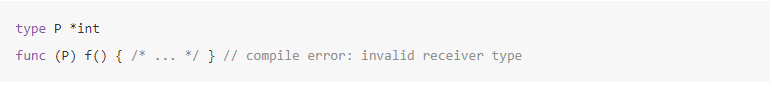 type P *int
func (P) f() { /* ... */ } // compile error: invalid receiver type